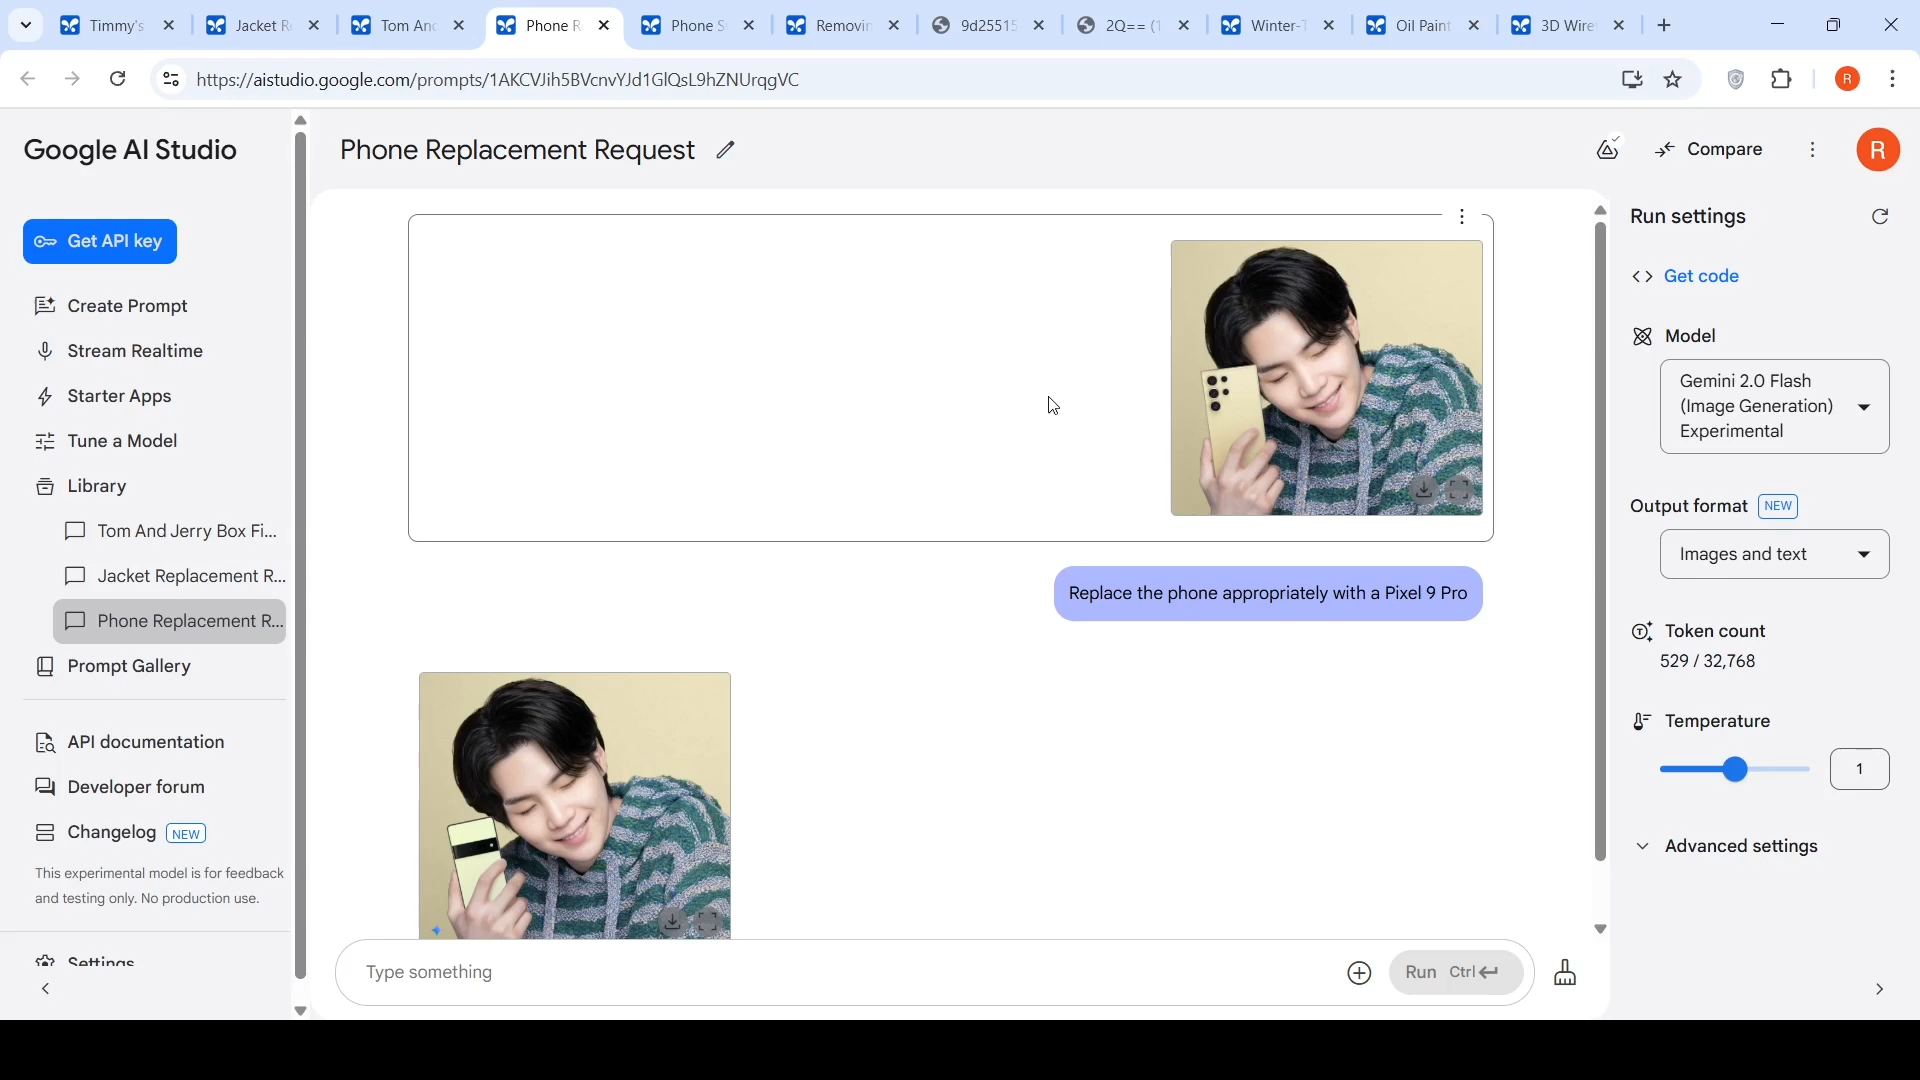 Timmy's
Jacket R
Tom And
Phone R
Phone S
Removin
9d25515
2Q== (1
Winter-T
Oil Paint
3D Wire
https://aistudio.google.com/prompts/1AKCVJih5BVcnvYJd1GlQsL9hZNUrqgVC
R
Google AI Studio
Phone Replacement Request
Compare
R
Get API key
Create Prompt
Stream Realtime
Starter Apps
Tune a Model
Library
Tom And Jerry Box Fi...
Jacket Replacement R...
Phone Replacement R...
Prompt Gallery
API documentation
Developer forum
Changelog NEW
This experimental model is for feedback
and testing only. No production use.
Settings
Replace the phone appropriately with a Pixel 9 Pro
Type something
Run Ctrl
Run settings
Get code
Model
Gemini 2.0 Flash
(Image Generation)
Experimental
Output format NEW
Images and text
Token count
529 / 32,768
Temperature
1
Advanced settings